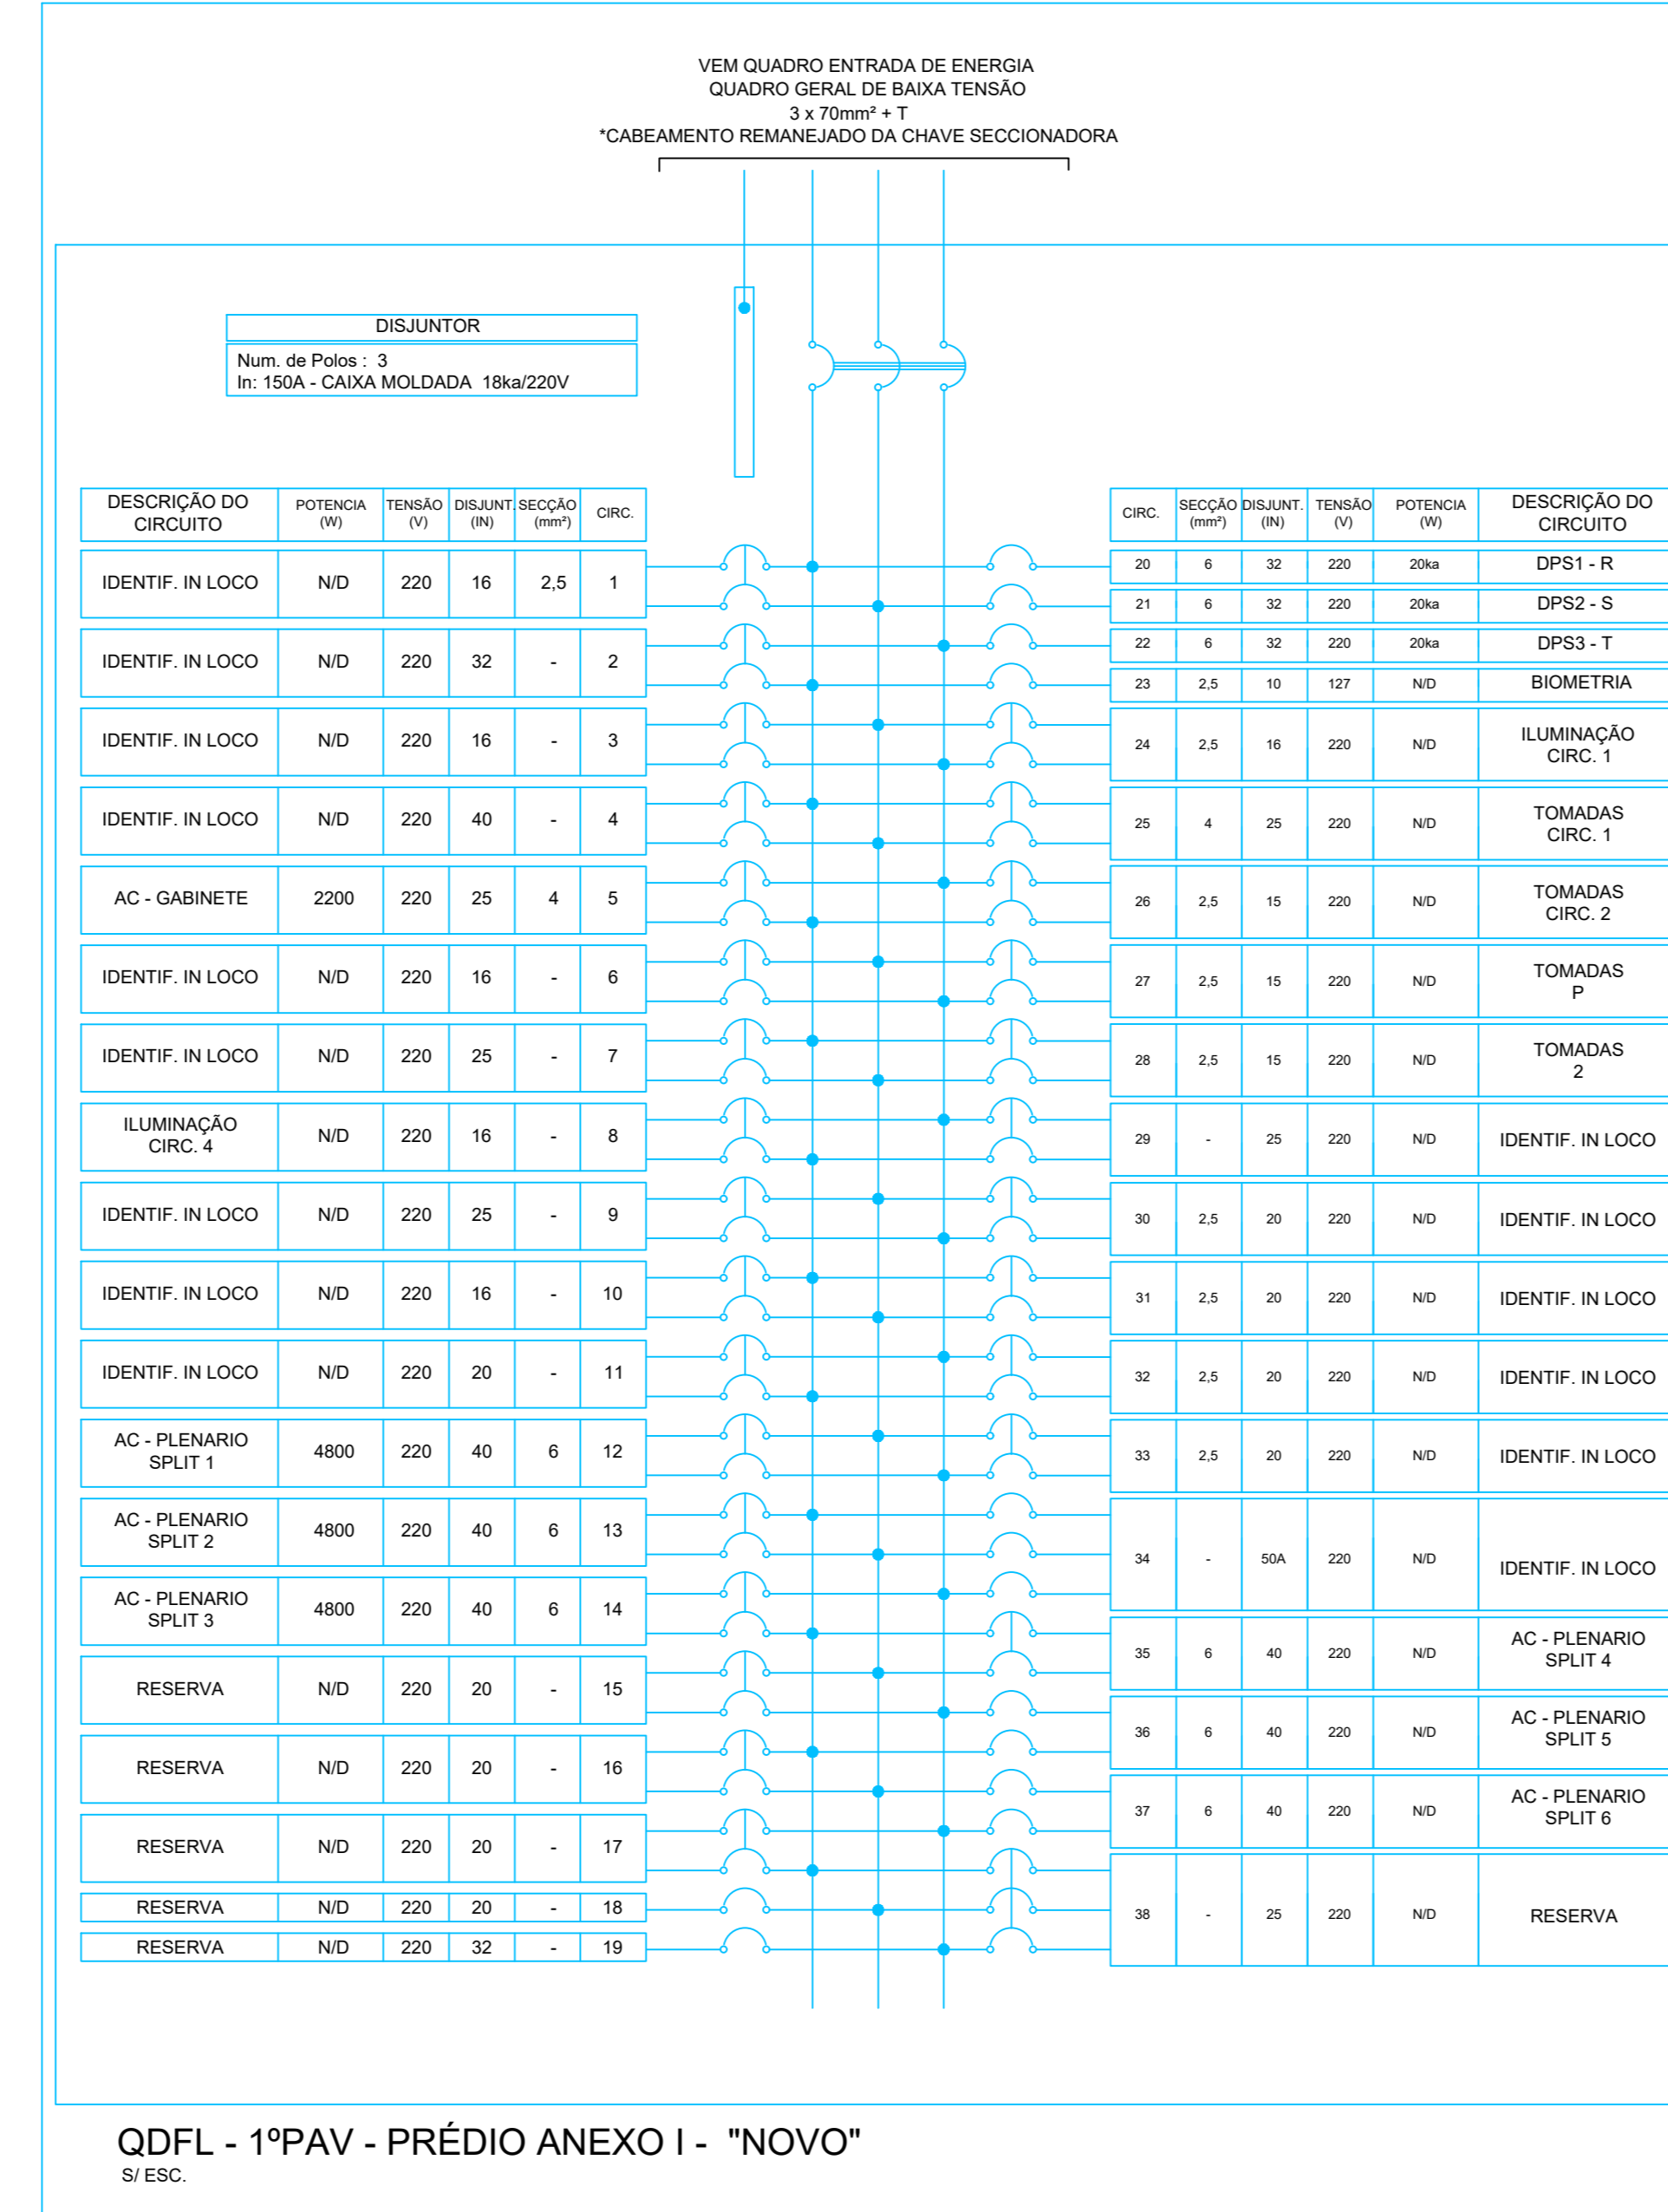 VEM QUADRO ENTRADA DE ENERGIA
QUADRO GERAL DE BAIXA TENSÃO
3 x 70mm² + T
*CABEAMENTO REMANEJADO DA CHAVE SECCIONADORA
DISJUNTOR
Num. de Polos : 3
In: 150A - CAIXA MOLDADA 18ka/220V
DESCRIÇÃO DO CIRCUITO POTENCIA (W) TENSÃO (V) DISJUNT. (IN) SECÇÃO (mm²) CIRC.
IDENTIF. IN LOCO N/D 220 16 2,5 1
IDENTIF. IN LOCO N/D 220 32 - 2
IDENTIF. IN LOCO N/D 220 16 - 3
IDENTIF. IN LOCO N/D 220 40 - 4
AC - GABINETE 2200 220 25 4 5
IDENTIF. IN LOCO N/D 220 16 - 6
IDENTIF. IN LOCO N/D 220 25 - 7
ILUMINAÇÃO CIRC. 4 N/D 220 16 - 8
IDENTIF. IN LOCO N/D 220 25 - 9
IDENTIF. IN LOCO N/D 220 16 - 10
IDENTIF. IN LOCO N/D 220 20 - 11
AC - PLENARIO SPLIT 1 4800 220 40 6 12
AC - PLENARIO SPLIT 2 4800 220 40 6 13
AC - PLENARIO SPLIT 3 4800 220 40 6 14
RESERVA N/D 220 20 - 15
RESERVA N/D 220 20 - 16
RESERVA N/D 220 20 - 17
RESERVA N/D 220 20 - 18
RESERVA N/D 220 32 - 19
CIRC. SECÇÃO (mm²) DISJUNT. (IN) TENSÃO (V) POTENCIA (W) DESCRIÇÃO DO CIRCUITO
20 6 32 220 20ka DPS1 - R
21 6 32 220 20ka DPS2 - S
22 6 32 220 20ka DPS3 - T
23 2,5 10 127 N/D BIOMETRIA
24 2,5 16 220 N/D ILUMINAÇÃO CIRC. 1
25 4 25 220 N/D TOMADAS CIRC. 1
26 2,5 15 220 N/D TOMADAS CIRC. 2
27 2,5 15 220 N/D TOMADAS P
28 2,5 15 220 N/D TOMADAS 2
29 - 25 220 N/D IDENTIF. IN LOCO
30 2,5 20 220 N/D IDENTIF. IN LOCO
31 2,5 20 220 N/D IDENTIF. IN LOCO
32 2,5 20 220 N/D IDENTIF. IN LOCO
33 2,5 20 220 N/D IDENTIF. IN LOCO
34 - 50A 220 N/D IDENTIF. IN LOCO
35 6 40 220 N/D AC - PLENARIO SPLIT 4
36 6 40 220 N/D AC - PLENARIO SPLIT 5
37 6 40 220 N/D AC - PLENARIO SPLIT 6
38 - 25 220 N/D RESERVA
QDFL - 1ºPAV - PRÉDIO ANEXO I - "NOVO"
S/ ESC.